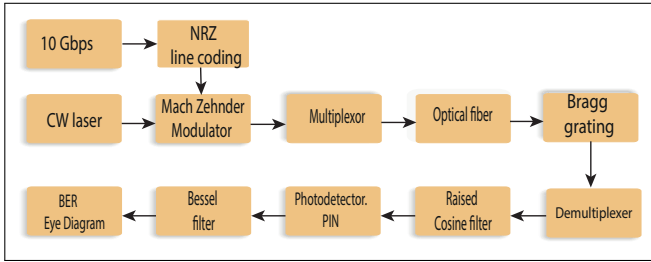 10 Gbps
NRZ
line coding
CW laser
Mach Zehnder
Modulator
Multiplexor
Optical fiber
Bragg
grating
BER
Eye Diagram
Bessel
filter
Photodetector.
PIN
Raised
Cosine filter
Demultiplexer